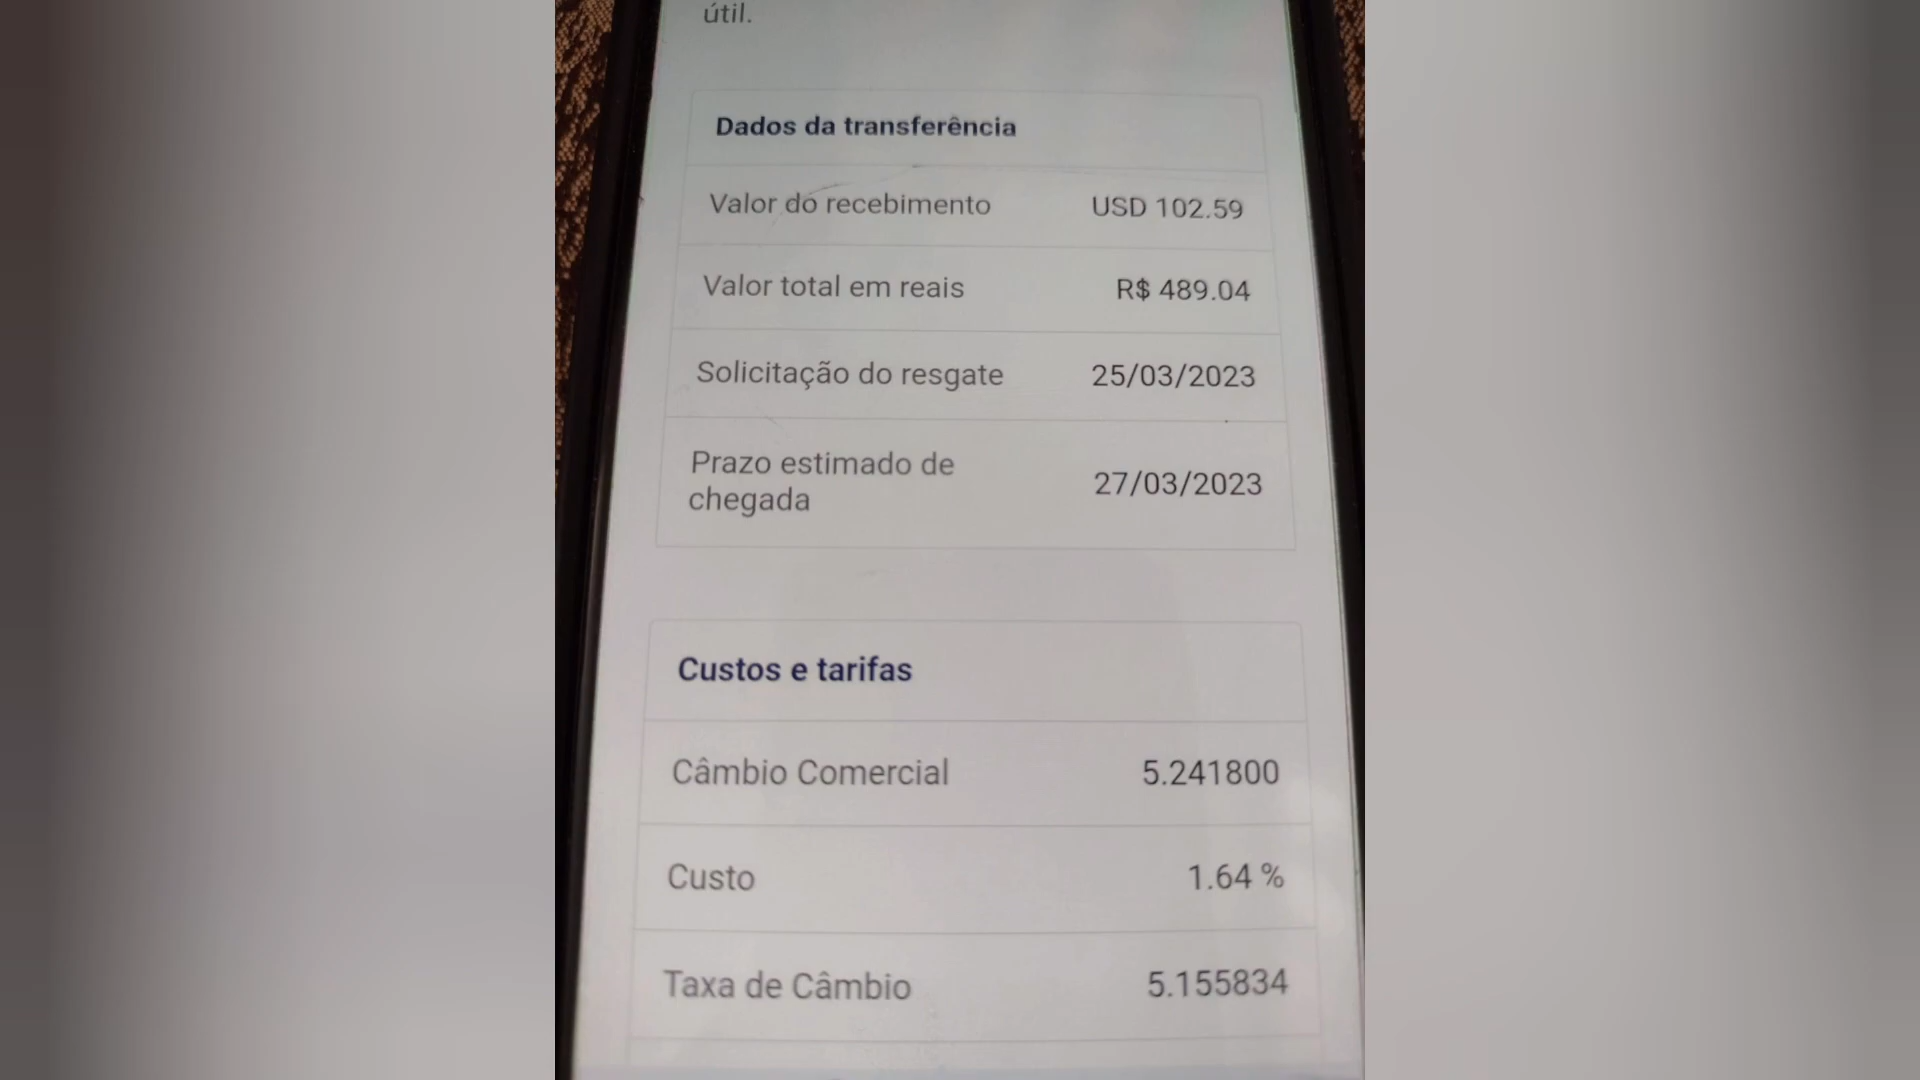 útil.
Dados da transferência
Valor do recebimento USD 102.59
Valor total em reais R$ 489.04
Solicitação do resgate 25/03/2023
Prazo estimado de
chegada 27/03/2023
Custos e tarifas
Câmbio Comercial 5.241800
Custo 1.64 %
Taxa de Câmbio 5.155834